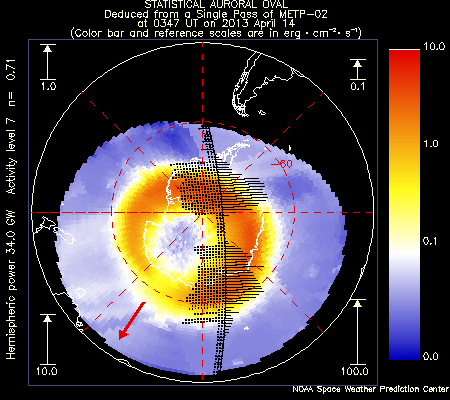 STATISTICAL AURORAL OVAL
Deduced from a Single Pass of METP-02
at 0347 UT on 2013 April 14
(Color bar and reference scales are in erg·cm⁻²·s⁻¹)
1.0
0.1
10.0
1.0
0.1
0.0
-60
Hemispheric power 34.0 GW Activity level 7 n= 0.71
10.0
100.0
NOAA Space Weather Prediction Center